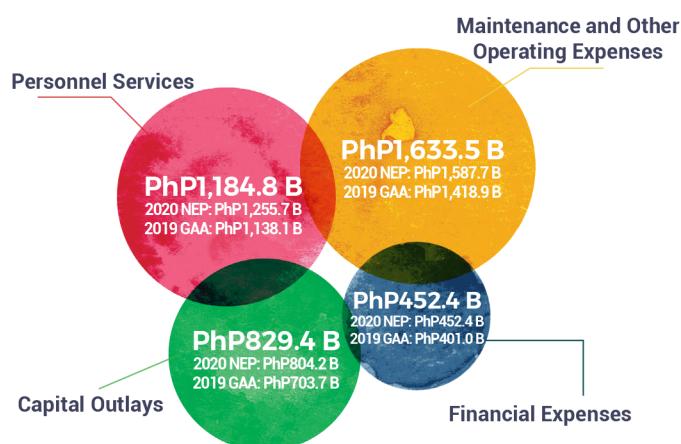 Maintenance and Other
Operating Expenses
Personnel Services
PhP1,633.5 B
2020 NEP: PhP1,587.7 B
2019 GAA: PhP1,418.9 B
PhP1,184.8 B
2020 NEP: PhP1,255.7 B
2019 GAA: PhP1,138.1 B
PhP452.4 B
2020 NEP: PhP452.4 B
2019 GAA: PhP401.0 B
PhP829.4 B
2020 NEP: PhP804.2 B
2019 GAA: PhP703.7 B
Capital Outlays
Financial Expenses